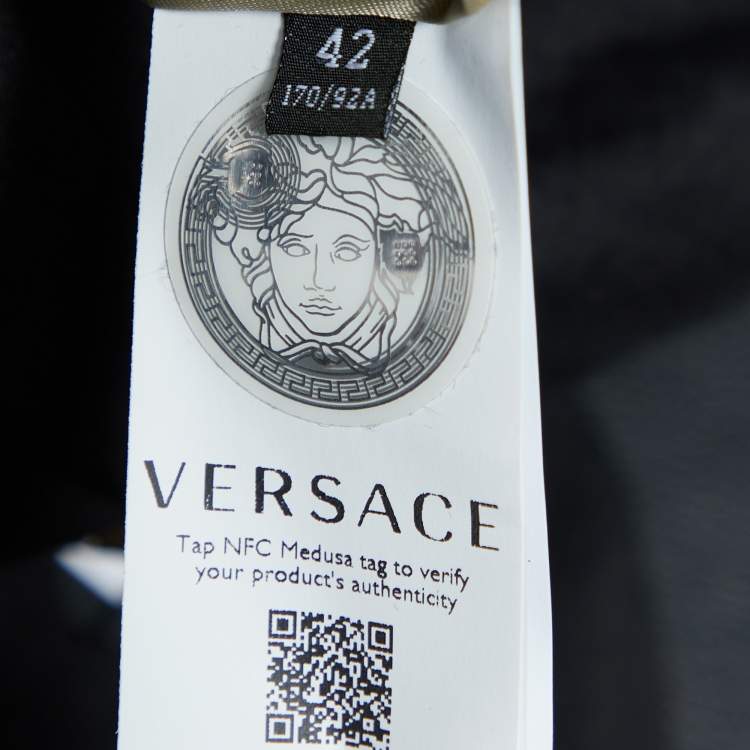 42
170/92A
VERSACE
Tap NFC Medusa tag to verify
your product's authenticity